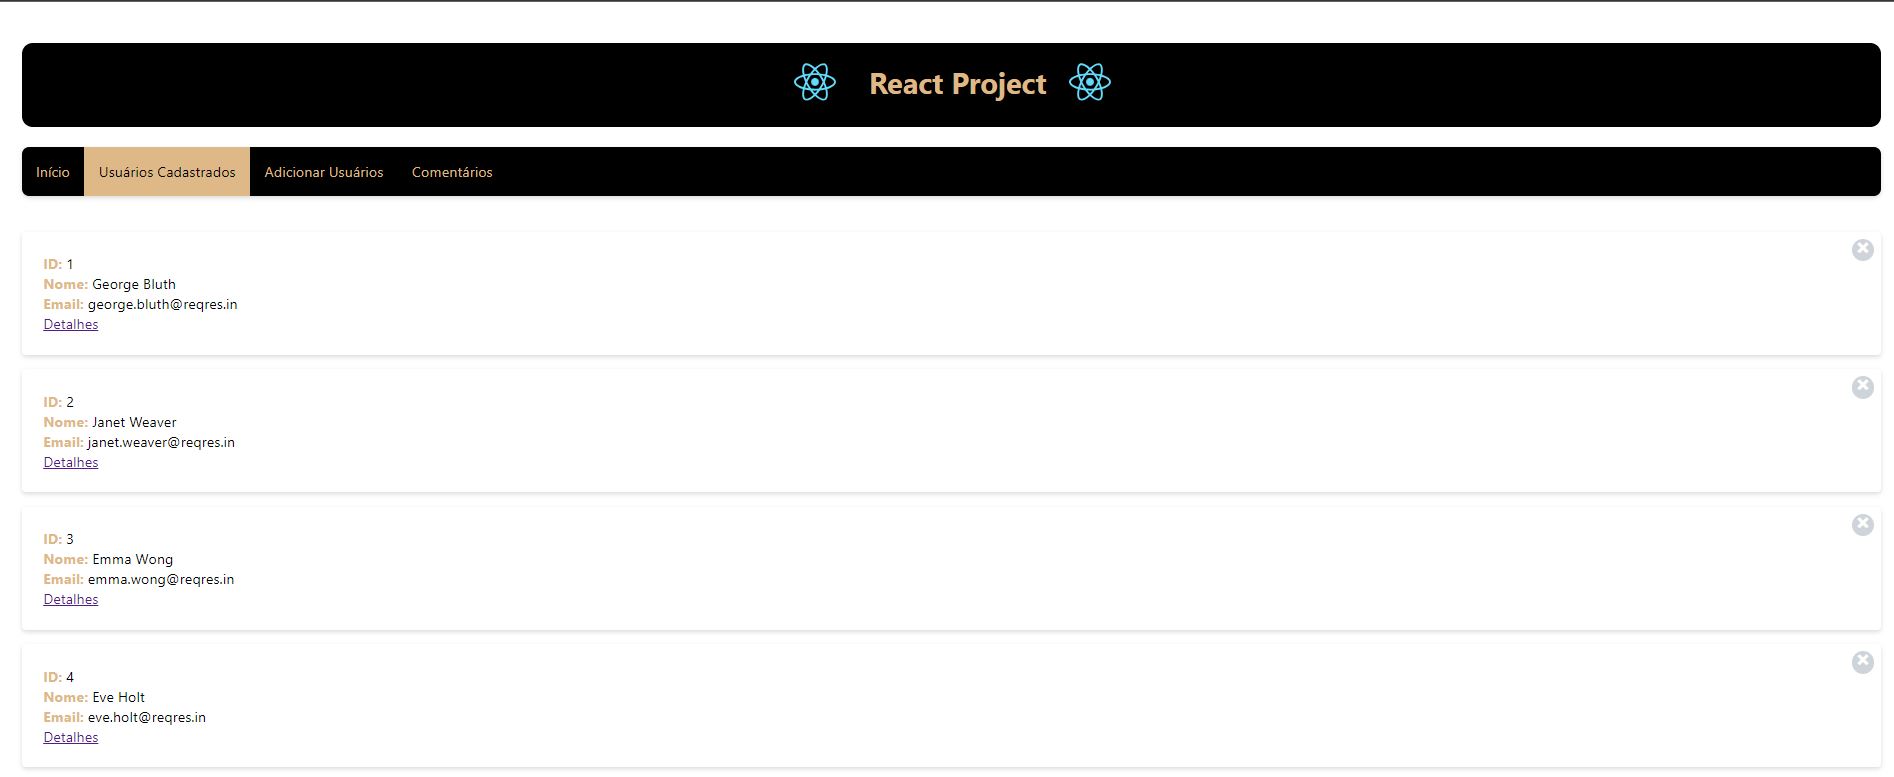 React Project
Início Usuários Cadastrados Adicionar Usuários Comentários
ID: 1
Nome: George Bluth
Email: george.bluth@reqres.in
Detalhes
ID: 2
Nome: Janet Weaver
Email: janet.weaver@reqres.in
Detalhes
ID: 3
Nome: Emma Wong
Email: emma.wong@reqres.in
Detalhes
ID: 4
Nome: Eve Holt
Email: eve.holt@reqres.in
Detalhes